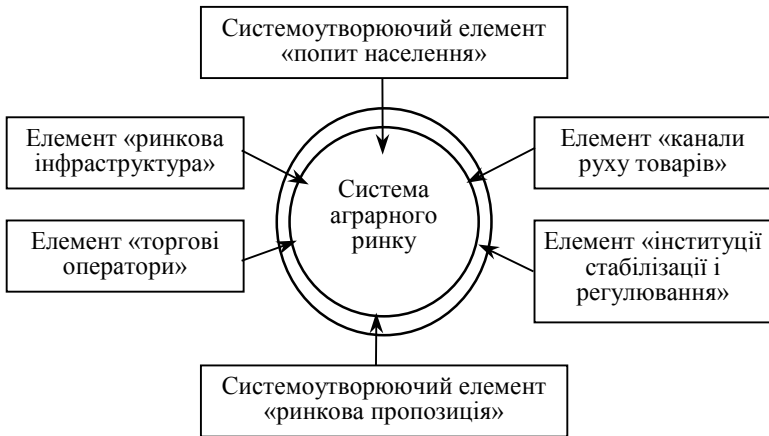 Системоутворюючий елемент
«попит населення»
Елемент «ринкова
інфраструктура»
Елемент «канали
руху товарів»
Система
аграрного
ринку
Елемент «торгові
оператори»
Елемент «інституції
стабілізації і
регулювання»
Системоутворюючий елемент
«ринкова пропозиція»